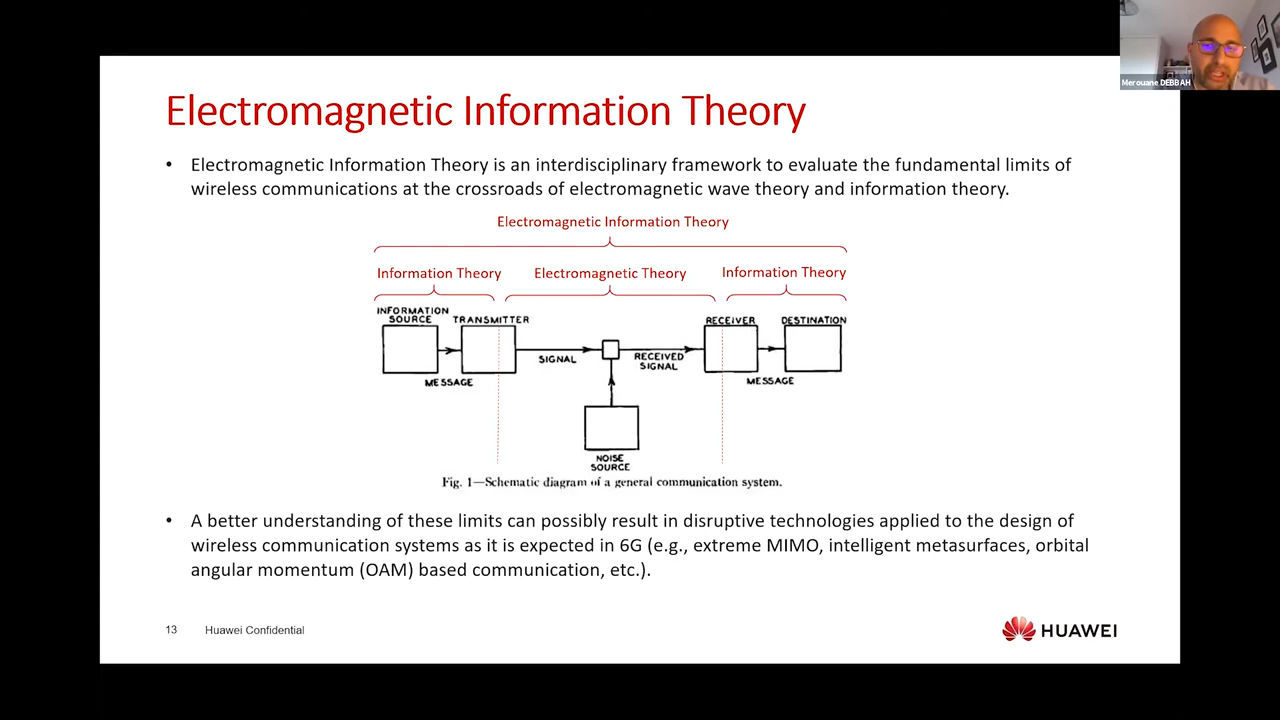 Merouane DEBBAH
Electromagnetic Information Theory
• Electromagnetic Information Theory is an interdisciplinary framework to evaluate the fundamental limits of
wireless communications at the crossroads of electromagnetic wave theory and information theory.
Electromagnetic Information Theory
Information Theory Electromagnetic Theory Information Theory
INFORMATION
SOURCE TRANSMITTER RECEIVER DESTINATION
SIGNAL RECEIVED
SIGNAL
MESSAGE MESSAGE
NOISE
SOURCE
Fig. 1—Schematic diagram of a general communication system.
• A better understanding of these limits can possibly result in disruptive technologies applied to the design of
wireless communication systems as it is expected in 6G (e.g., extreme MIMO, intelligent metasurfaces, orbital
angular momentum (OAM) based communication, etc.).
13 Huawei Confidential
HUAWEI